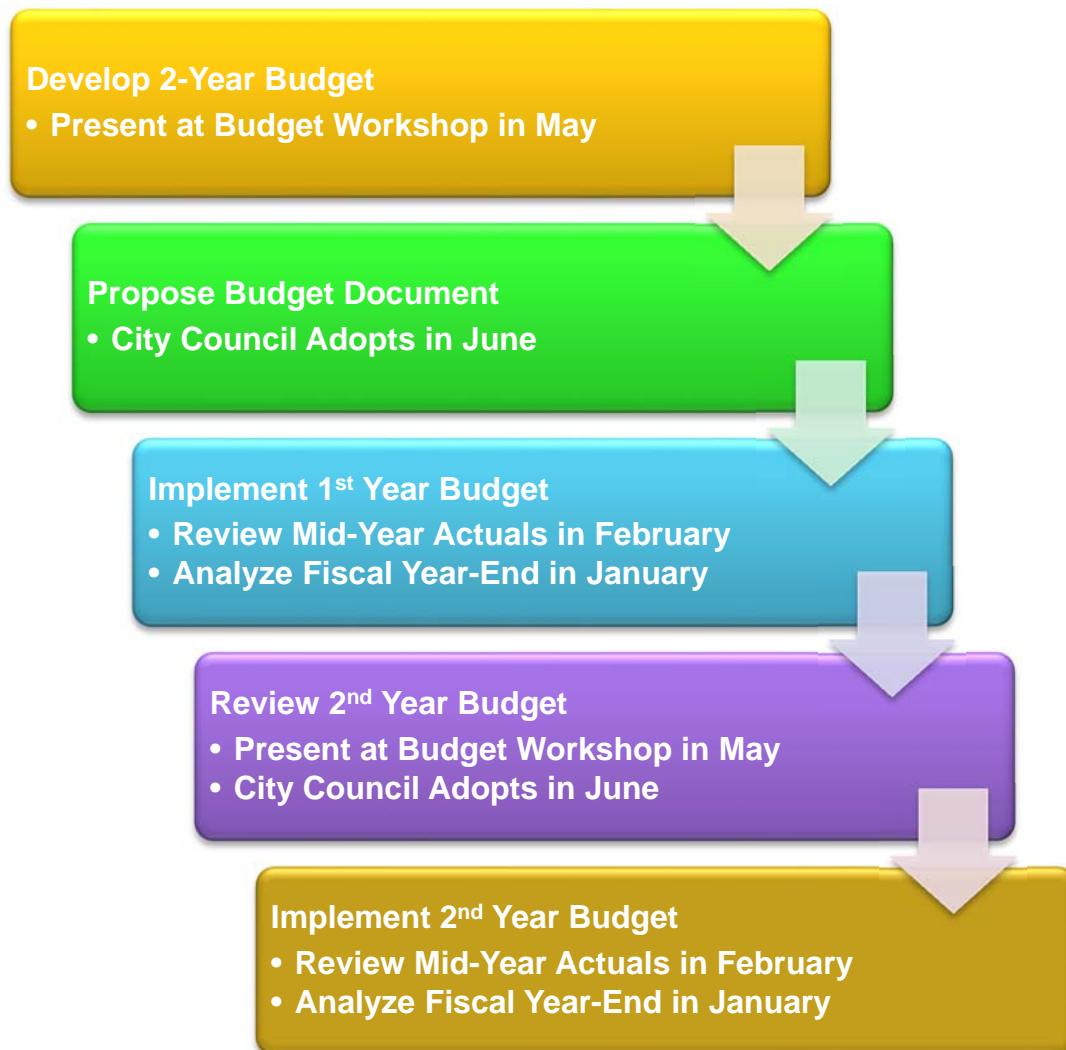 Develop 2-Year Budget
• Present at Budget Workshop in May
Propose Budget Document
• City Council Adopts in June
Implement 1st Year Budget
• Review Mid-Year Actuals in February
• Analyze Fiscal Year-End in January
Review 2nd Year Budget
• Present at Budget Workshop in May
• City Council Adopts in June
Implement 2nd Year Budget
• Review Mid-Year Actuals in February
• Analyze Fiscal Year-End in January